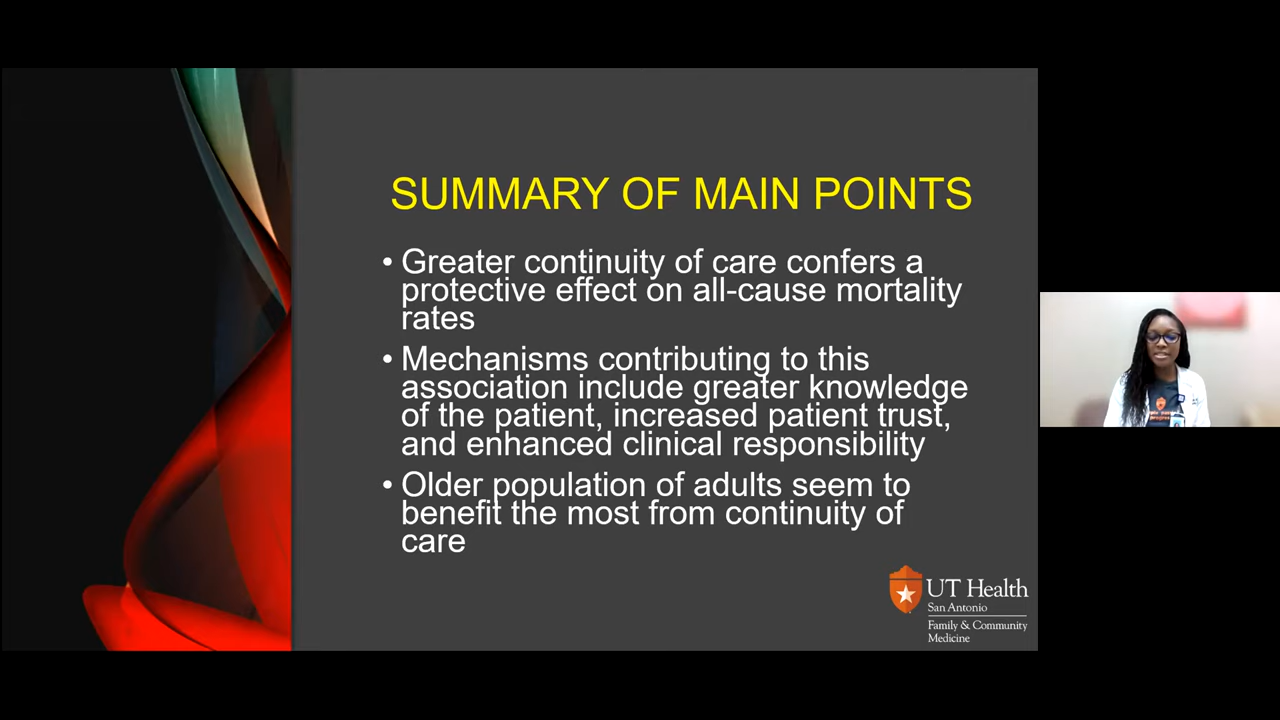 SUMMARY OF MAIN POINTS
• Greater continuity of care confers a
protective effect on all-cause mortality
rates
• Mechanisms contributing to this
association include greater knowledge
of the patient, increased patient trust,
and enhanced clinical responsibility
• Older population of adults seem to
benefit the most from continuity of
care
UT Health
San Antonio
Family & Community
Medicine